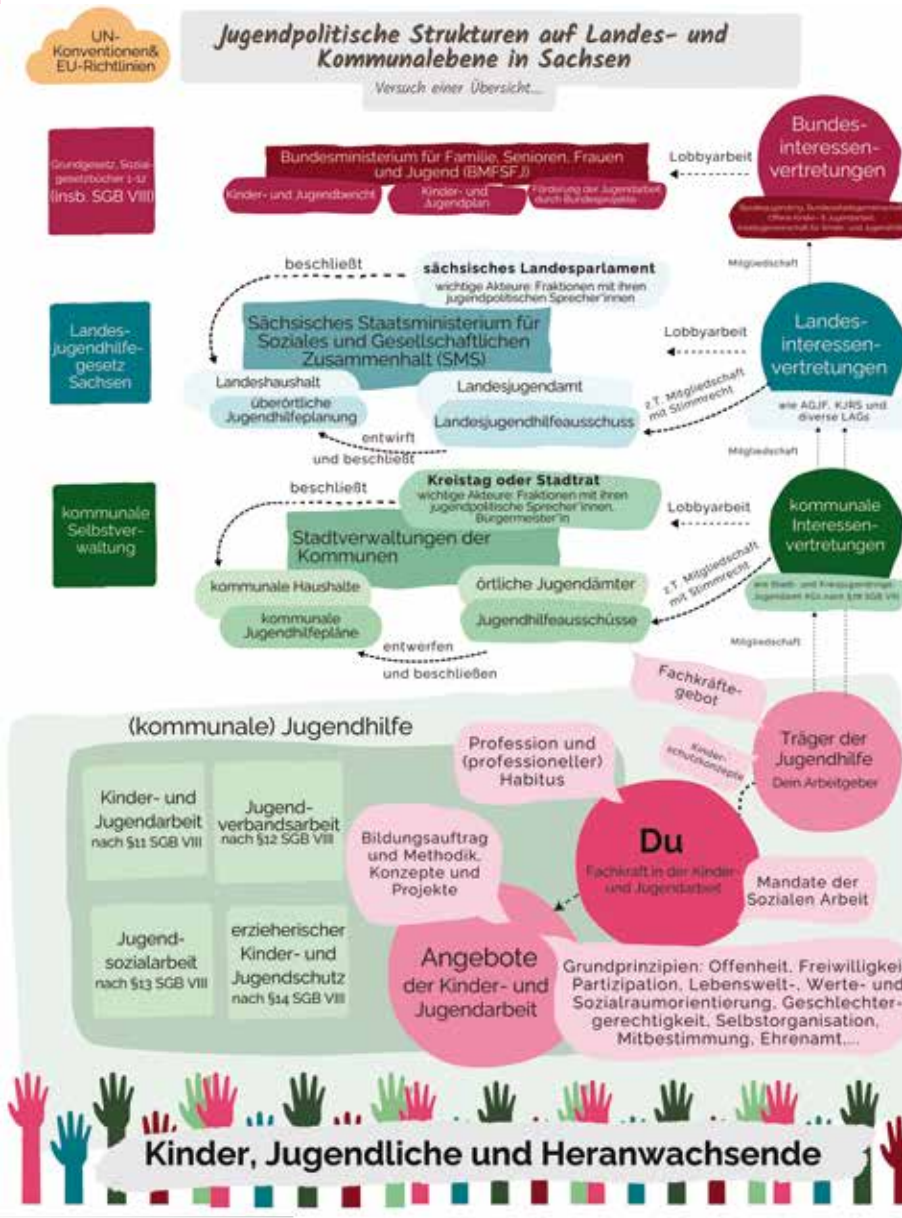 UN-
Konventionen&
EU-Richtlinien
Jugendpolitische Strukturen auf Landes- und
Kommunalebene in Sachsen
Versuch einer Übersicht....
Grundgesetz, Sozial-
gesetzbücher 1-12
(insb. SGB VIII)
Bundesministerium für Familie, Senioren, Frauen
und Jugend (BMFSFJ)
Kinder- und Jugendbericht
Kinder- und
Jugendplan
Förderung der Jugendarbeit
durch Bundesprojekte
Lobbyarbeit
Bundes-
interessen-
vertretungen
Mitgliedschaft
beschließt
sächsisches Landesparlament
wichtige Akteure: Fraktionen mit ihren
jugendpolitischen Sprecher*innen
Landes-
jugendhilfe-
gesetz
Sachsen
Sächsisches Staatsministerium für
Soziales und Gesellschaftlichen
Zusammenhalt (SMS)
Landeshaushalt
überörtliche
Jugendhilfeplanung
Landesjugendamt
Landesjugendhilfeausschuss
entwirft
und beschließt
Lobbyarbeit
z.T. Mitgliedschaft
mit Stimmrecht
Landes-
interessen-
vertretungen
wie AGJF, KJRS und
diverse LAGs
Mitgliedschaft
beschließt
Kreistag oder Stadtrat
wichtige Akteure: Fraktionen mit ihren
jugendpolitische Sprecher*innen,
Bürgermeister*in
kommunale
Selbstver-
waltung
Stadtverwaltungen der
Kommunen
kommunale Haushalte
kommunale
Jugendhilfepläne
örtliche Jugendämter
Jugendhilfeausschüsse
entwerfen
und beschließen
Lobbyarbeit
z.T. Mitgliedschaft
mit Stimmrecht
kommunale
Interessen-
vertretungen
Mitgliedschaft
(kommunale) Jugendhilfe
Kinder- und
Jugendarbeit
nach §11 SGB VIII
Jugend-
verbandsarbeit
nach §12 SGB VIII
Jugend-
sozialarbeit
nach §13 SGB VIII
erzieherischer
Kinder- und
Jugendschutz
nach §14 SGB VIII
Fachkräfte-
gebot
Profession und
(professioneller)
Habitus
Kinder-
schutzkonzepte
Träger der
Jugendhilfe
Dein Arbeitgeber
Bildungsauftrag
und Methodik,
Konzepte und
Projekte
Du
Fachkraft in der Kinder-
und Jugendarbeit
Mandate der
Sozialen Arbeit
Angebote
der Kinder- und
Jugendarbeit
Grundprinzipien: Offenheit, Freiwilligkei
Partizipation, Lebenswelt-, Werte- und
Sozialraumorientierung, Geschlechter-
gerechtigkeit, Selbstorganisation,
Mitbestimmung, Ehrenamt,...
Kinder, Jugendliche und Heranwachsende